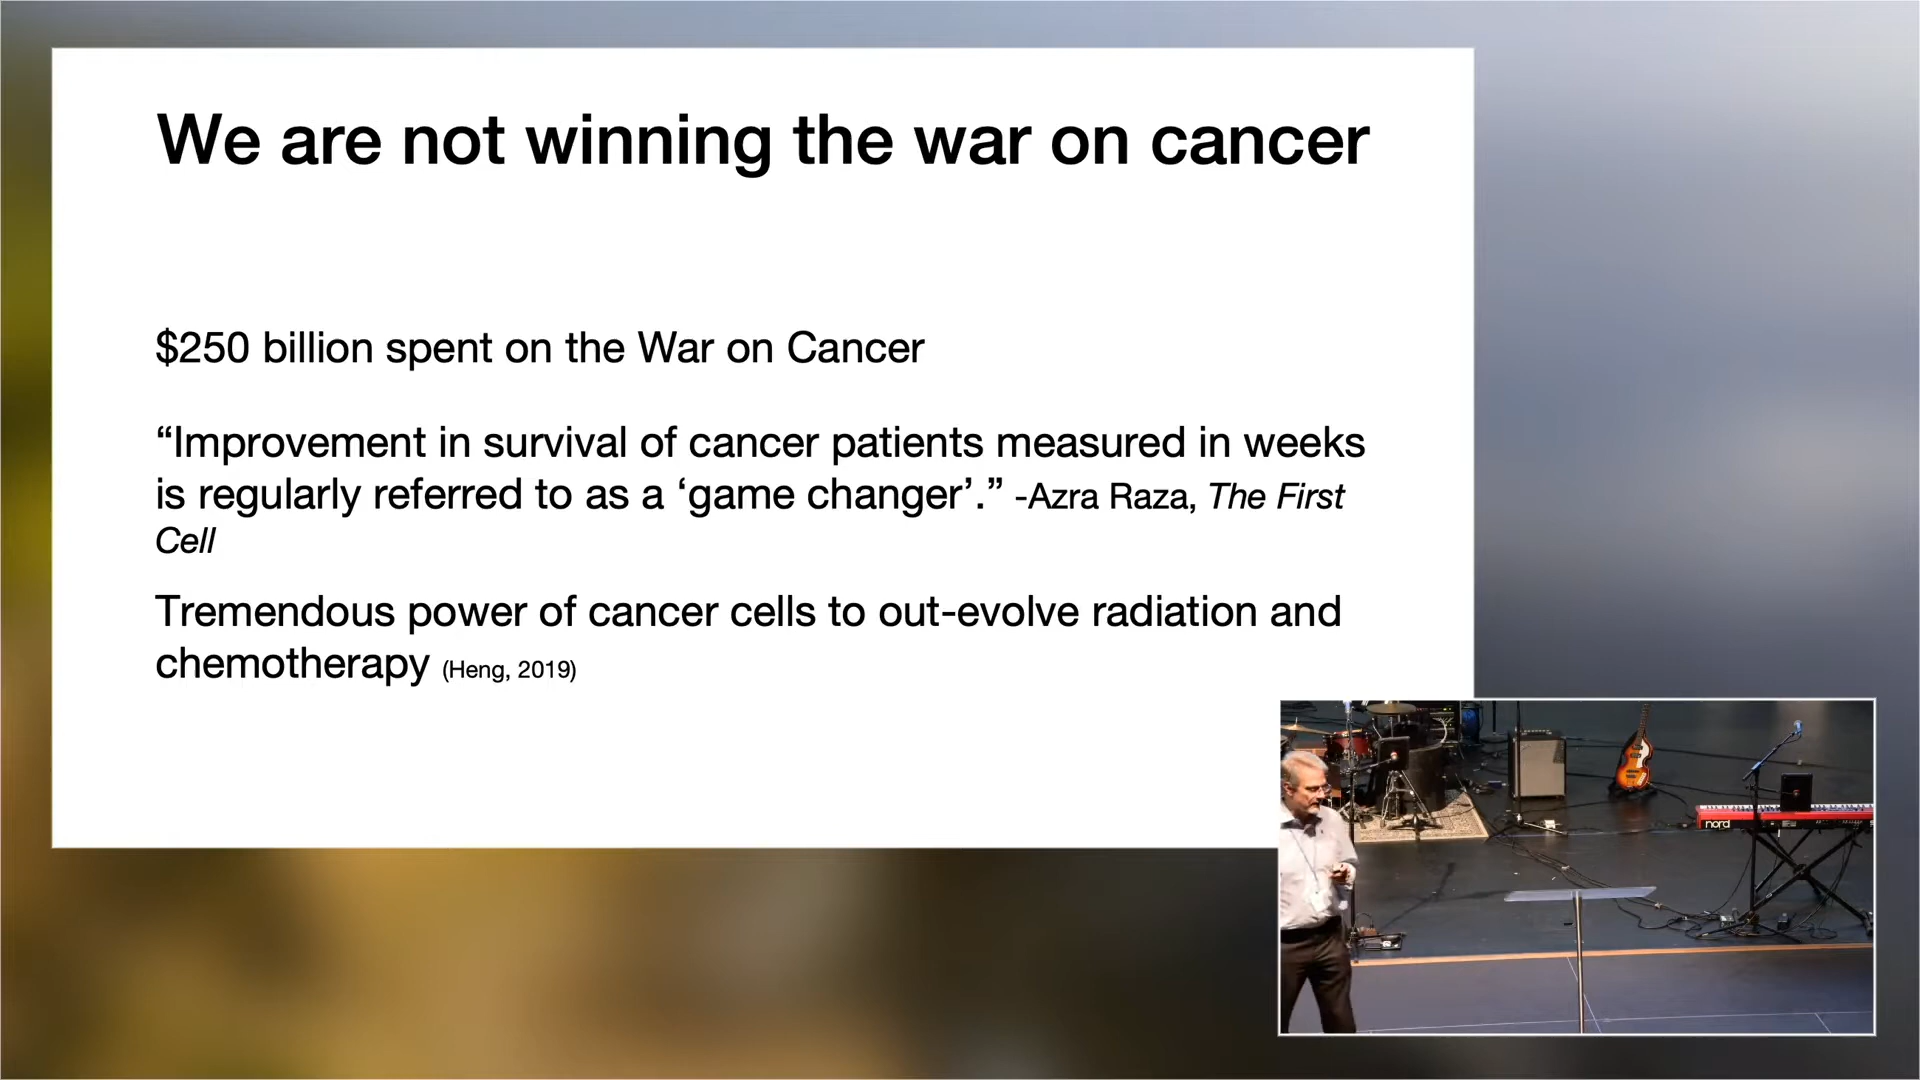 We are not winning the war on cancer
$250 billion spent on the War on Cancer
“Improvement in survival of cancer patients measured in weeks
is regularly referred to as a ‘game changer’.” -Azra Raza, The First
Cell
Tremendous power of cancer cells to out-evolve radiation and
chemotherapy (Heng, 2019)
nord